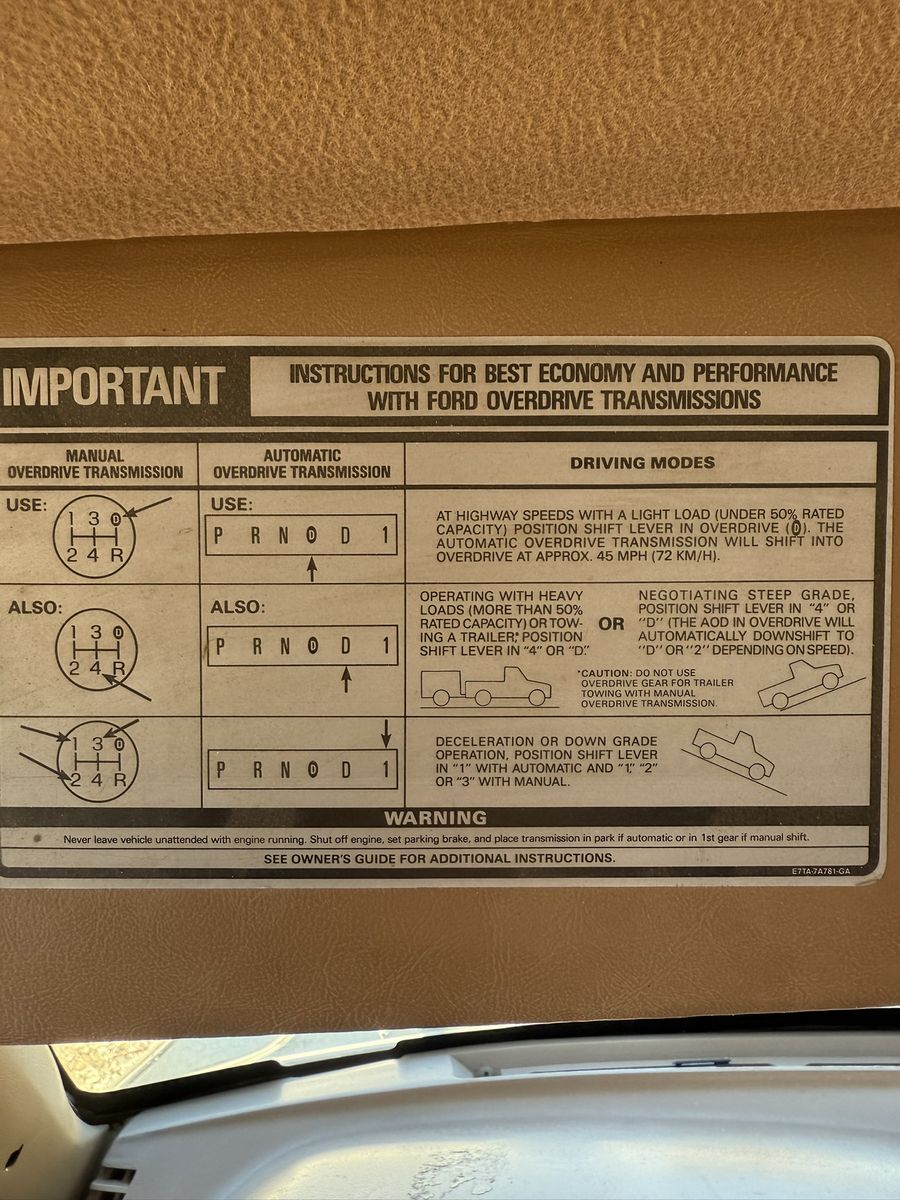 IMPORTANT
INSTRUCTIONS FOR BEST ECONOMY AND PERFORMANCE
WITH FORD OVERDRIVE TRANSMISSIONS
MANUAL
OVERDRIVE TRANSMISSION
AUTOMATIC
OVERDRIVE TRANSMISSION
DRIVING MODES
USE:
1 3 D
2 4 R
USE:
P R N D D 1
AT HIGHWAY SPEEDS WITH A LIGHT LOAD (UNDER 50% RATED
CAPACITY) POSITION SHIFT LEVER IN OVERDRIVE (D). THE
AUTOMATIC OVERDRIVE TRANSMISSION WILL SHIFT INTO
OVERDRIVE AT APPROX. 45 MPH (72 KM/H).
ALSO:
1 3 D
2 4 R
ALSO:
P R N D D 1
OPERATING WITH HEAVY
LOADS (MORE THAN 50%
RATED CAPACITY) OR TOW-
ING A TRAILER,* POSITION
SHIFT LEVER IN "4" OR "D."
OR
NEGOTIATING STEEP GRADE,
POSITION SHIFT LEVER IN "4" OR
"D" (THE AOD IN OVERDRIVE WILL
AUTOMATICALLY DOWNSHIFT TO
"D" OR "2" DEPENDING ON SPEED).
*CAUTION: DO NOT USE
OVERDRIVE GEAR FOR TRAILER
TOWING WITH MANUAL
OVERDRIVE TRANSMISSION.
1 3 D
2 4 R
P R N D D 1
DECELERATION OR DOWN GRADE
OPERATION, POSITION SHIFT LEVER
IN "1" WITH AUTOMATIC AND "1," "2"
OR "3" WITH MANUAL.
WARNING
Never leave vehicle unattended with engine running. Shut off engine, set parking brake, and place transmission in park if automatic or in 1st gear if manual shift.
SEE OWNER'S GUIDE FOR ADDITIONAL INSTRUCTIONS.
E7TA-7A781-GA